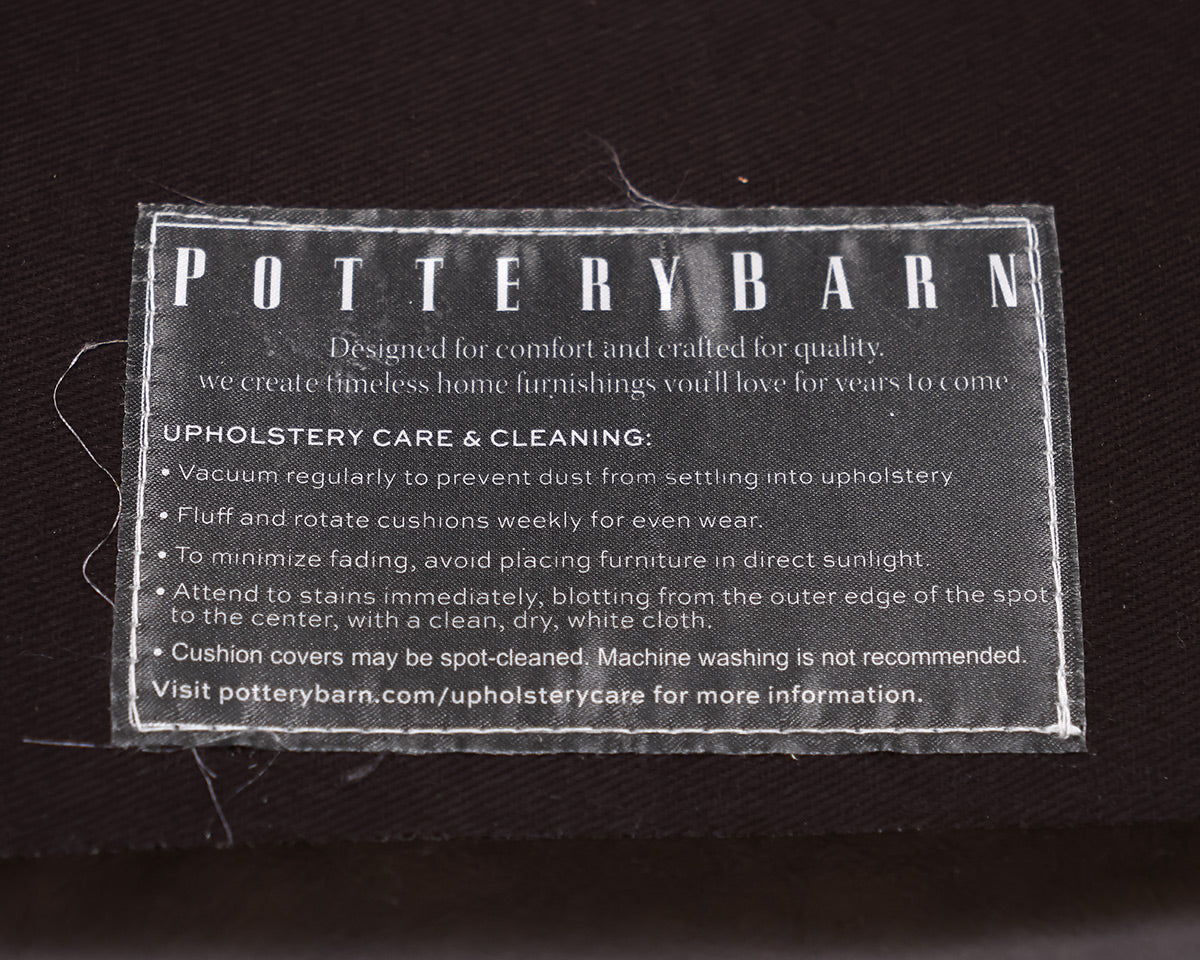 POTTERYBARN
Designed for comfort and crafted for quality.
we create timeless home furnishings you'll love for years to come.
UPHOLSTERY CARE & CLEANING:
• Vacuum regularly to prevent dust from settling into upholstery.
• Fluff and rotate cushions weekly for even wear.
• To minimize fading, avoid placing furniture in direct sunlight.
• Attend to stains immediately, blotting from the outer edge of the spot
to the center, with a clean, dry, white cloth.
• Cushion covers may be spot-cleaned. Machine washing is not recommended.
Visit potterybarn.com/upholsterycare for more information.